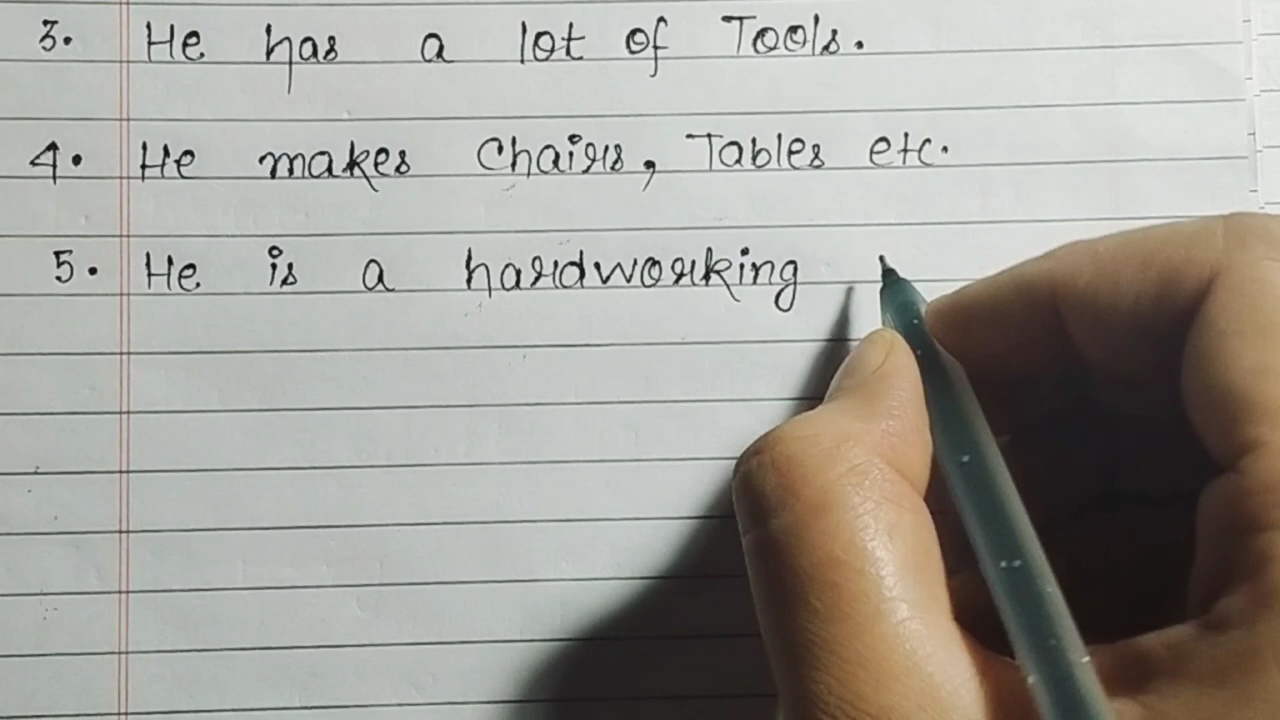 3. He has a lot of Tools.
4. He makes Chairs, Tables etc.
5. He is a hardworking